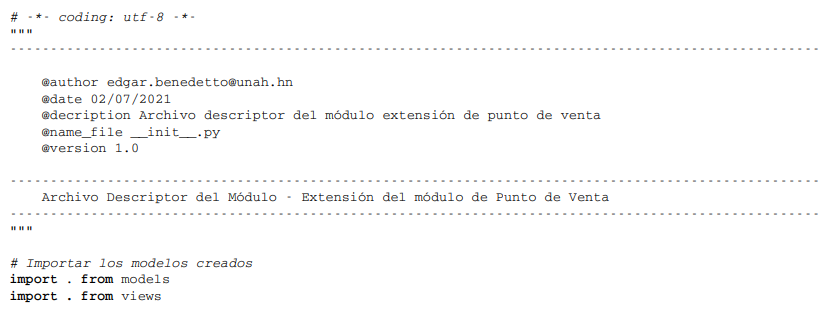 # -*- coding: utf-8 -*-
"""
-----------------------------------------------------------------------------------------------------
@author edgar.benedetto@unah.hn
@date 02/07/2021
@decription Archivo descriptor del módulo extensión de punto de venta
@name_file __init__.py
@version 1.0
-----------------------------------------------------------------------------------------------------
Archivo Descriptor del Módulo - Extensión del módulo de Punto de Venta
-----------------------------------------------------------------------------------------------------
"""
# Importar los modelos creados
import . from models
import . from views